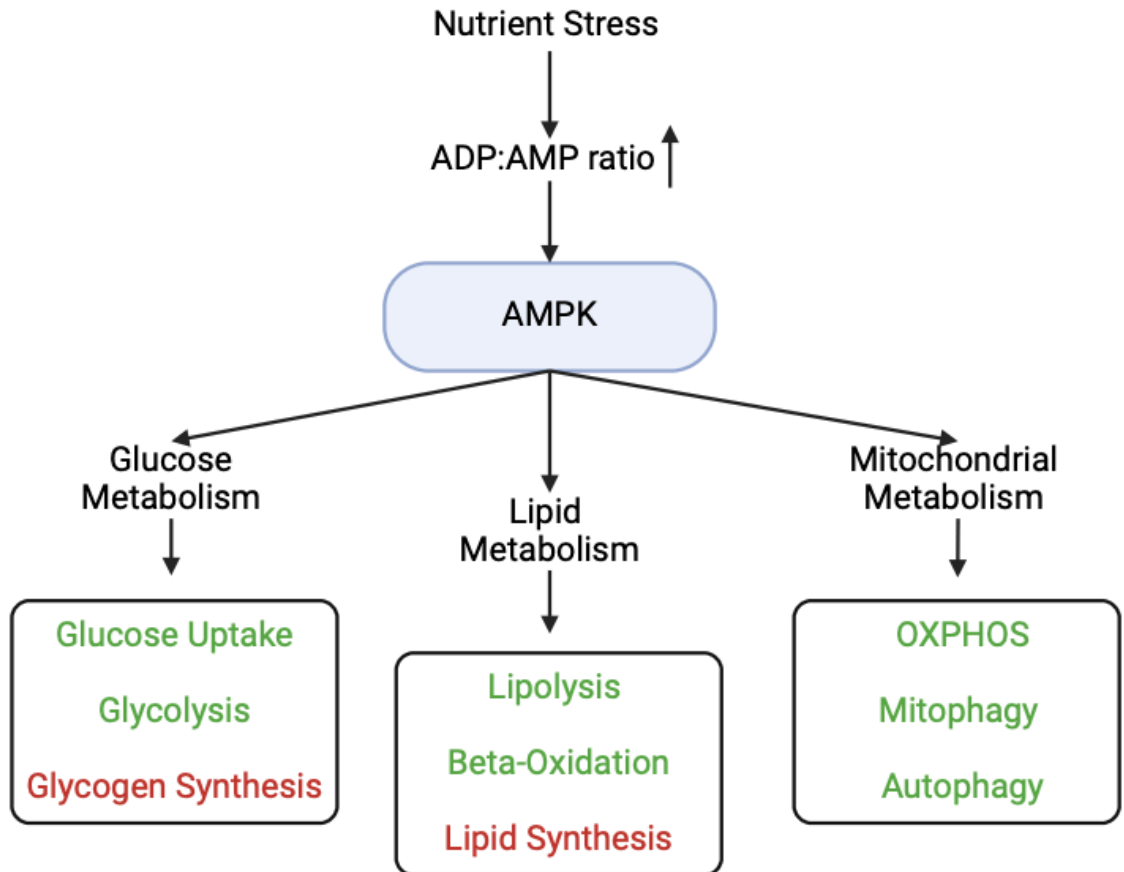 Nutrient Stress
ADP:AMP ratio
AMPK
Glucose
Metabolism
Glucose Uptake
Glycolysis
Glycogen Synthesis
Lipid
Metabolism
Lipolysis
Beta-Oxidation
Lipid Synthesis
Mitochondrial
Metabolism
OXPHOS
Mitophagy
Autophagy